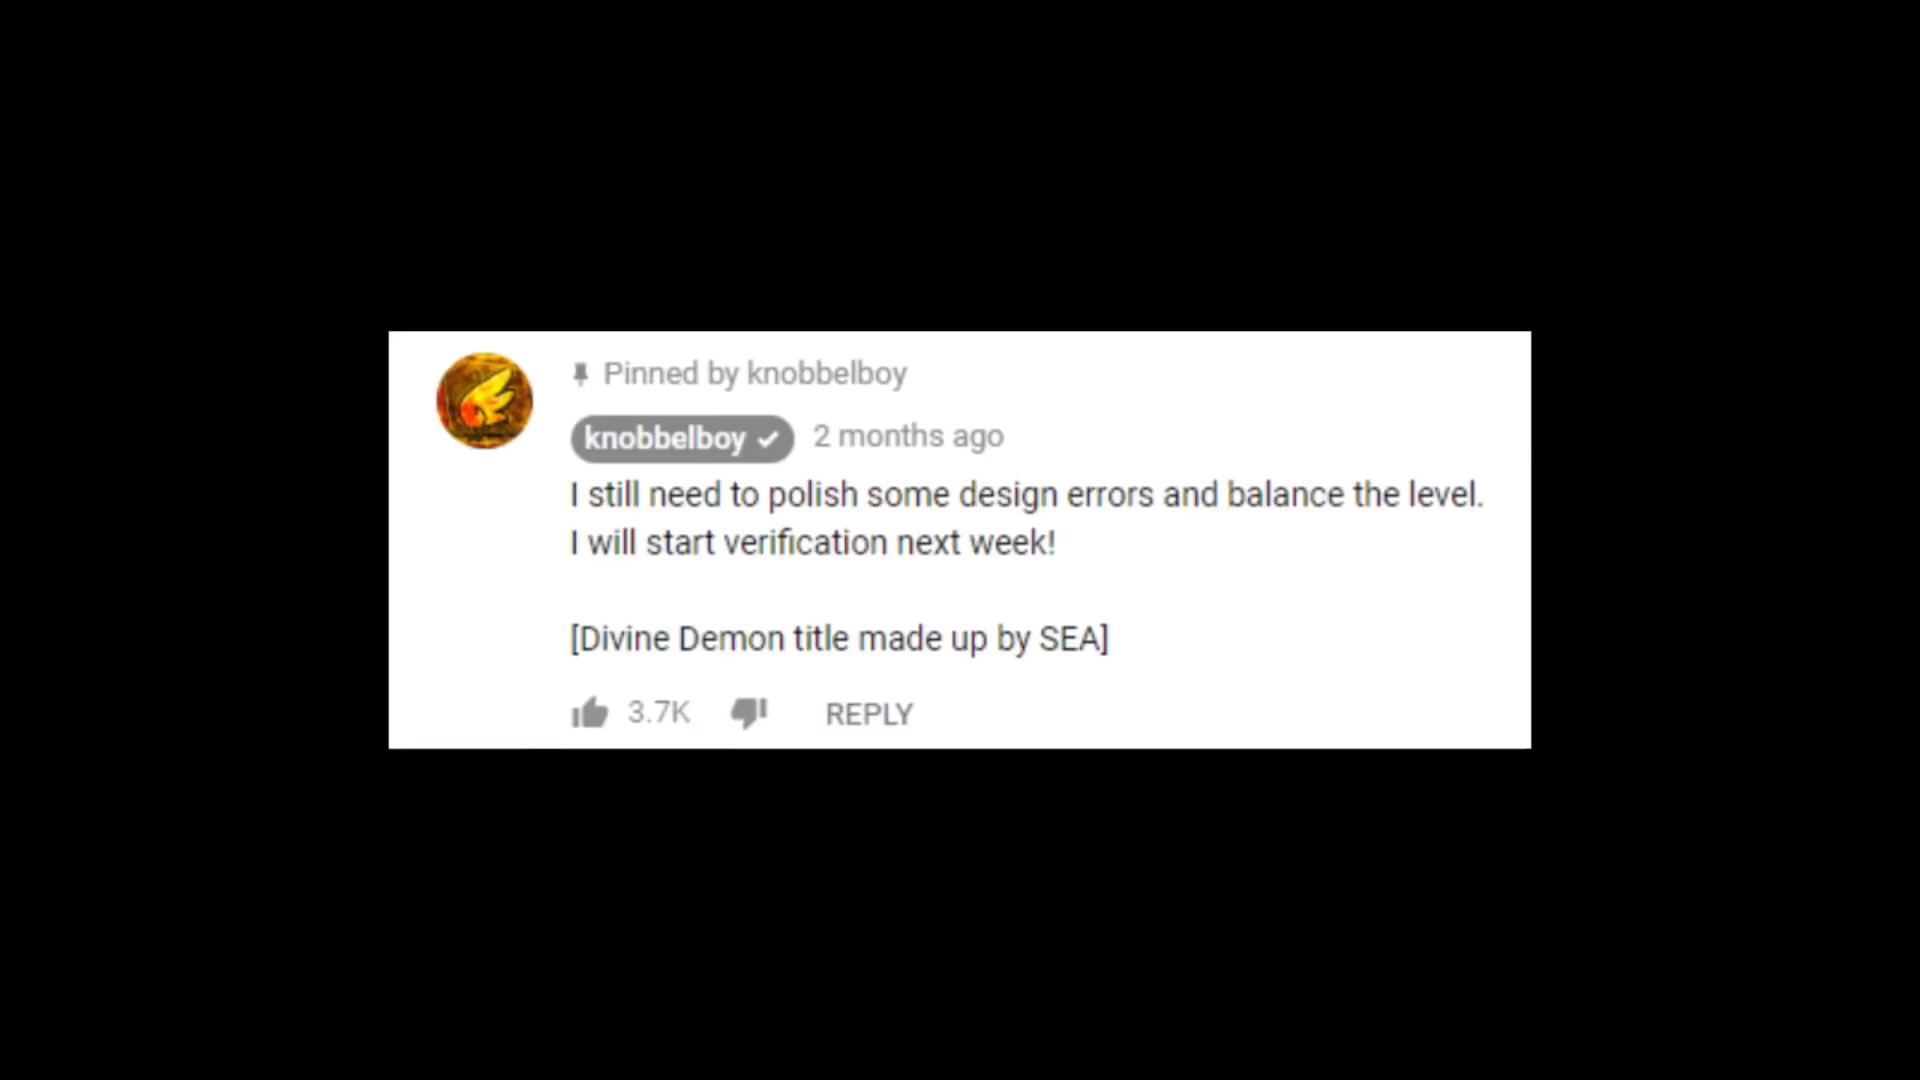 Pinned by knobbelboy
knobbelboy 2 months ago
I still need to polish some design errors and balance the level.
I will start verification next week!
[Divine Demon title made up by SEA]
3.7K REPLY